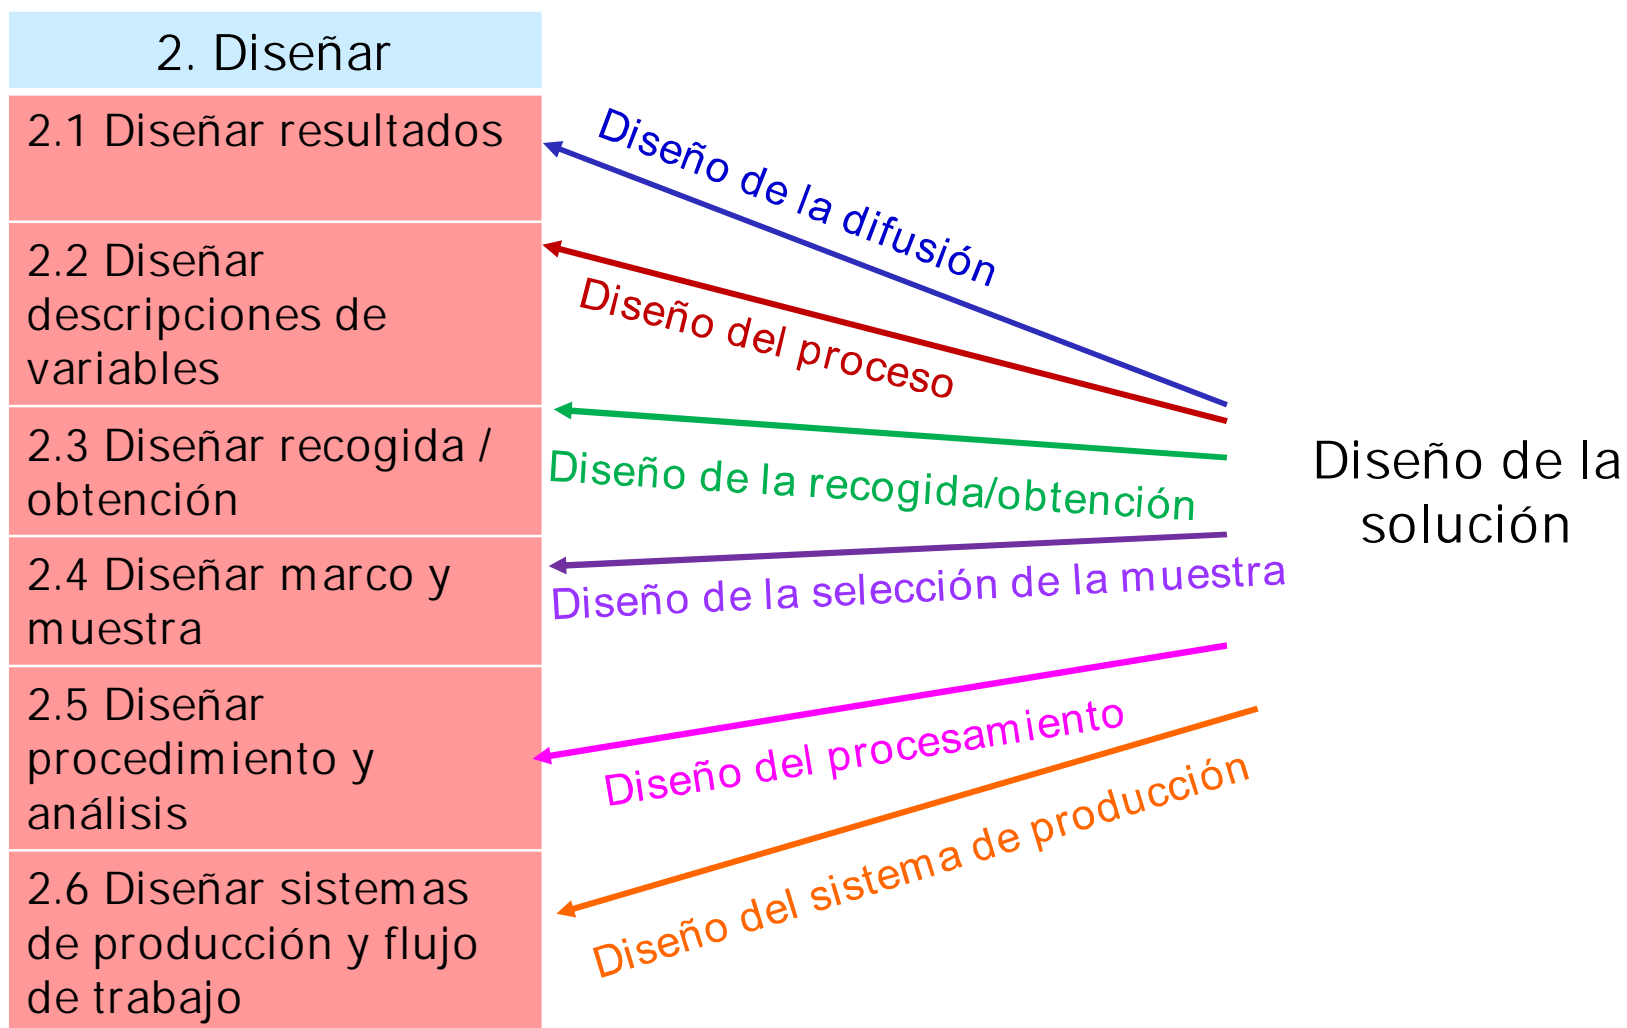 2. Diseñar
2.1 Diseñar resultados
2.2 Diseñar
descripciones de
variables
2.3 Diseñar recogida /
obtención
2.4 Diseñar marco y
muestra
2.5 Diseñar
procedimiento y
análisis
2.6 Diseñar sistemas
de producción y flujo
de trabajo
Diseño de la difusión
Diseño del proceso
Diseño de la recogida/obtención
Diseño de la selección de la muestra
Diseño del procesamiento
Diseño del sistema de producción
Diseño de la
solución